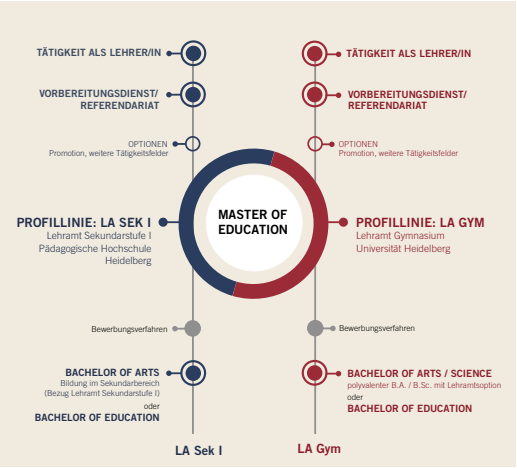 TÄTIGKEIT ALS LEHRER/IN
TÄTIGKEIT ALS LEHRER/IN
VORBEREITUNGSDIENST/
REFERENDARIAT
VORBEREITUNGSDIENST/
REFERENDARIAT
OPTIONEN
Promotion, weitere Tätigkeitsfelder
OPTIONEN
Promotion, weitere Tätigkeitsfelder
MASTER OF
EDUCATION
PROFILLINIE: LA SEK I
Lehramt Sekundarstufe I
Pädagogische Hochschule
Heidelberg
PROFILLINIE: LA GYM
Lehramt Gymnasium
Universität Heidelberg
Bewerbungsverfahren
Bewerbungsverfahren
BACHELOR OF ARTS
Bildung im Sekundarbereich
(Bezug Lehramt Sekundarstufe I)
oder
BACHELOR OF EDUCATION
BACHELOR OF ARTS / SCIENCE
polyvalenter B.A. / B.Sc. mit Lehramtsoption
oder
BACHELOR OF EDUCATION
LA Sek I
LA Gym